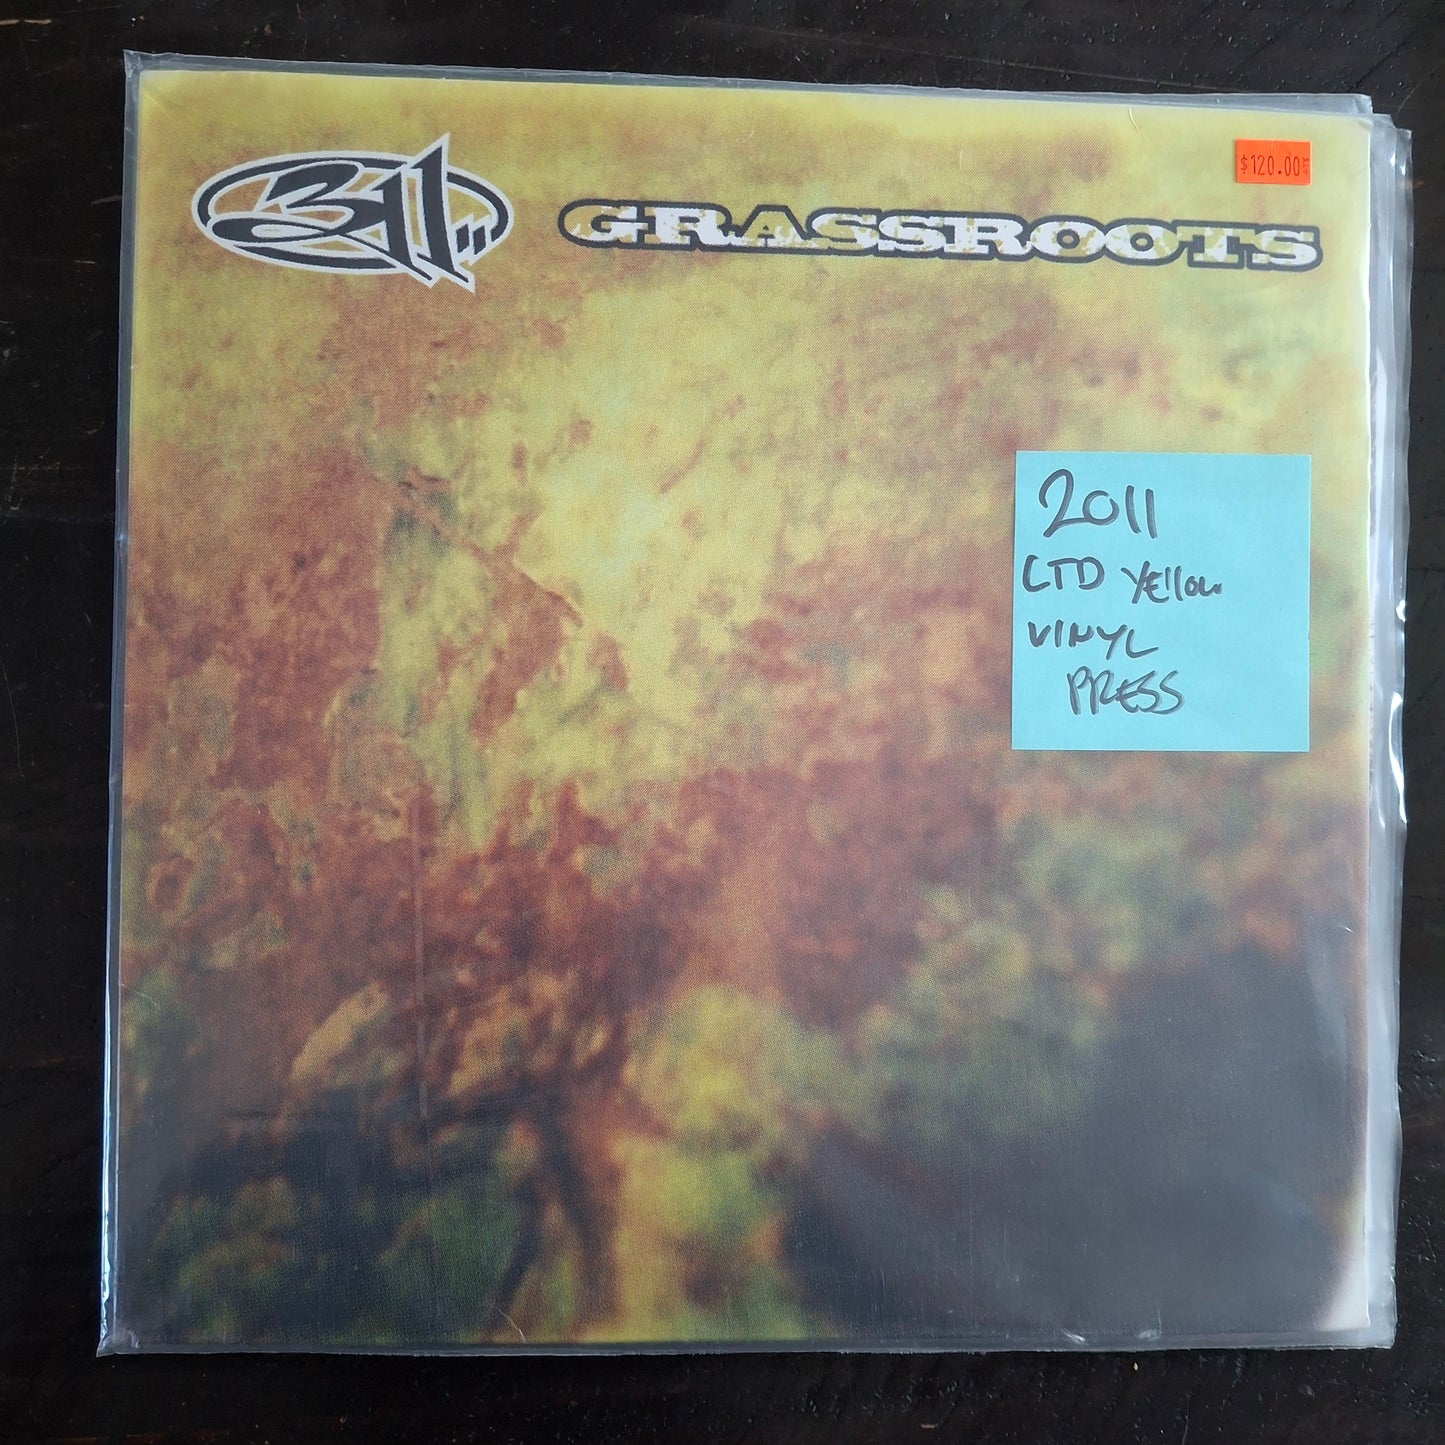 311
GRASSROOTS
$120.00
2011
LTD YEllow
VINYL
PRESS